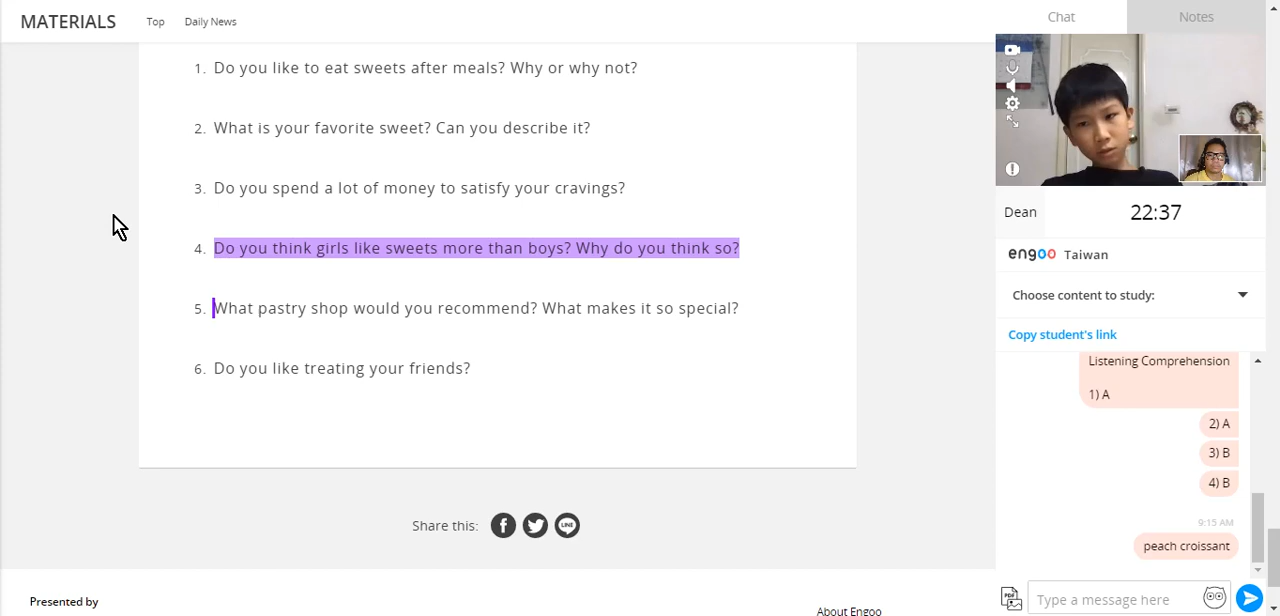 MATERIALS Top Daily News
Chat Notes
1. Do you like to eat sweets after meals? Why or why not?
2. What is your favorite sweet? Can you describe it?
3. Do you spend a lot of money to satisfy your cravings?
4. Do you think girls like sweets more than boys? Why do you think so?
5. What pastry shop would you recommend? What makes it so special?
6. Do you like treating your friends?
Share this:
LINE
Presented by
About Engoo
Dean 22:37
engoo Taiwan
Choose content to study:
Copy student's link
Listening Comprehension
1) A
2) A
3) B
4) B
9:15 AM
peach croissant
PDF
Type a message here